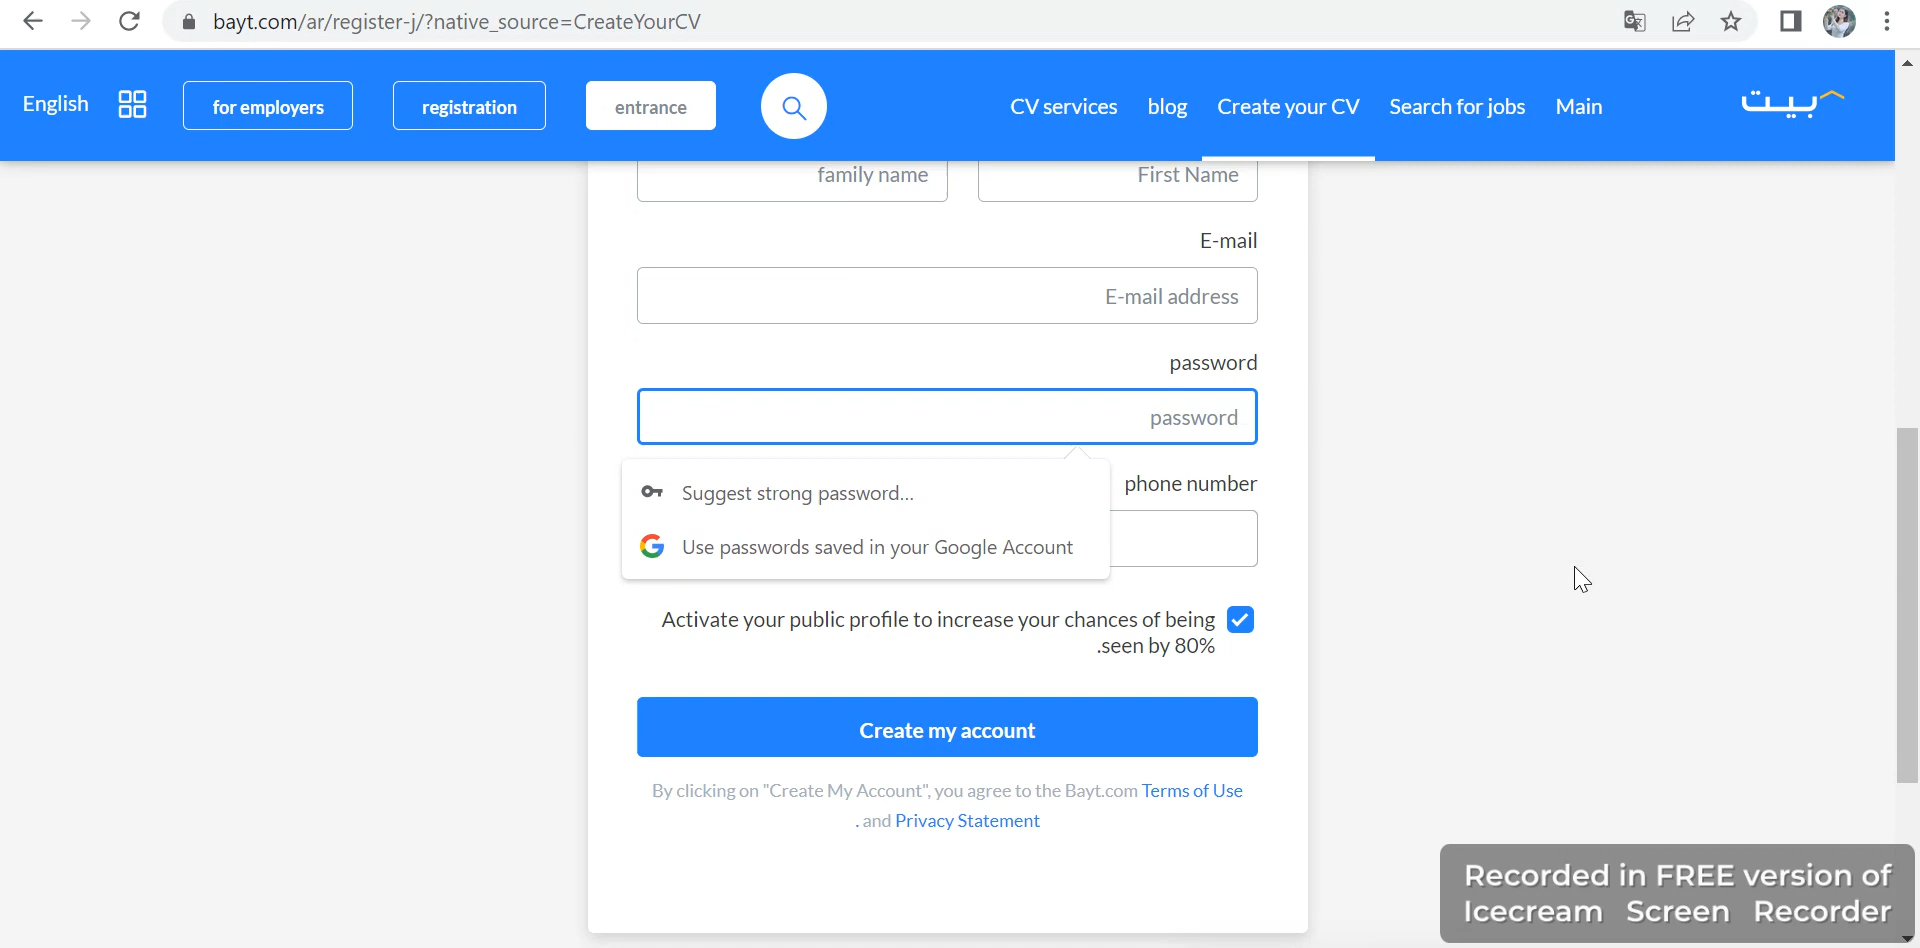 bayt.com/ar/register-j/?native_source=CreateYourCV
English for employers registration entrance CV services blog Create your CV Search for jobs Main بيت
family name First Name
E-mail
E-mail address
password
password
phone number
Suggest strong password...
Use passwords saved in your Google Account
Activate your public profile to increase your chances of being
.seen by 80%
Create my account
By clicking on "Create My Account", you agree to the Bayt.com Terms of Use
. and Privacy Statement
Recorded in FREE version of
Icecream Screen Recorder